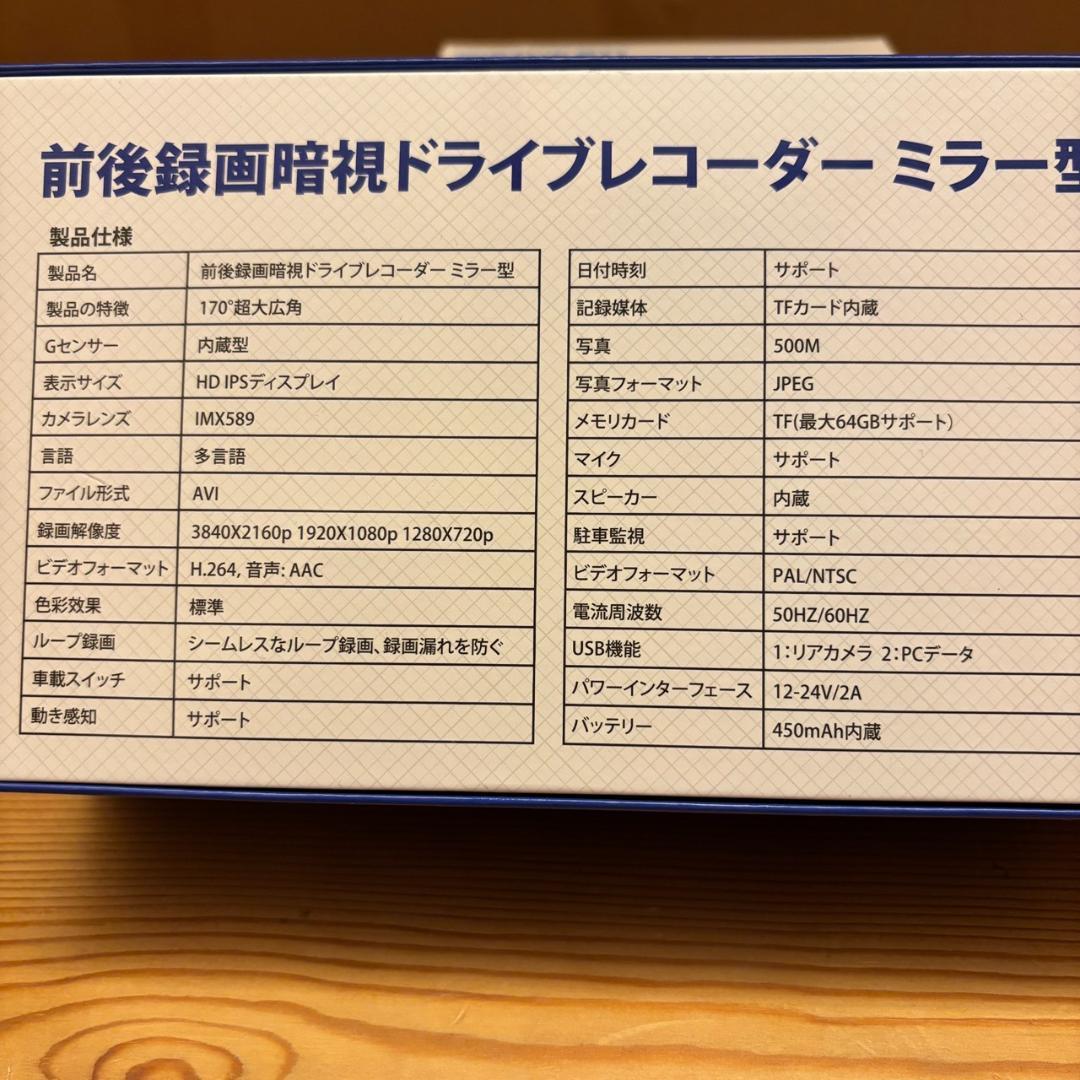 前後録画暗視ドライブレコーダー ミラー型
製品仕様
製品名 前後録画暗視ドライブレコーダー ミラー型
製品の特徴 170°超大広角
Gセンサー 内蔵型
表示サイズ HD IPSディスプレイ
カメラレンズ IMX589
言語 多言語
ファイル形式 AVI
録画解像度 3840X2160p 1920X1080p 1280X720p
ビデオフォーマット H.264, 音声: AAC
色彩効果 標準
ループ録画 シームレスなループ録画、録画漏れを防ぐ
車載スイッチ サポート
動き感知 サポート
日付時刻 サポート
記録媒体 TFカード内蔵
写真 500M
写真フォーマット JPEG
メモリカード TF(最大64GBサポート)
マイク サポート
スピーカー 内蔵
駐車監視 サポート
ビデオフォーマット PAL/NTSC
電流周波数 50HZ/60HZ
USB機能 1：リアカメラ 2：PCデータ
パワーインターフェース 12-24V/2A
バッテリー 450mAh内蔵